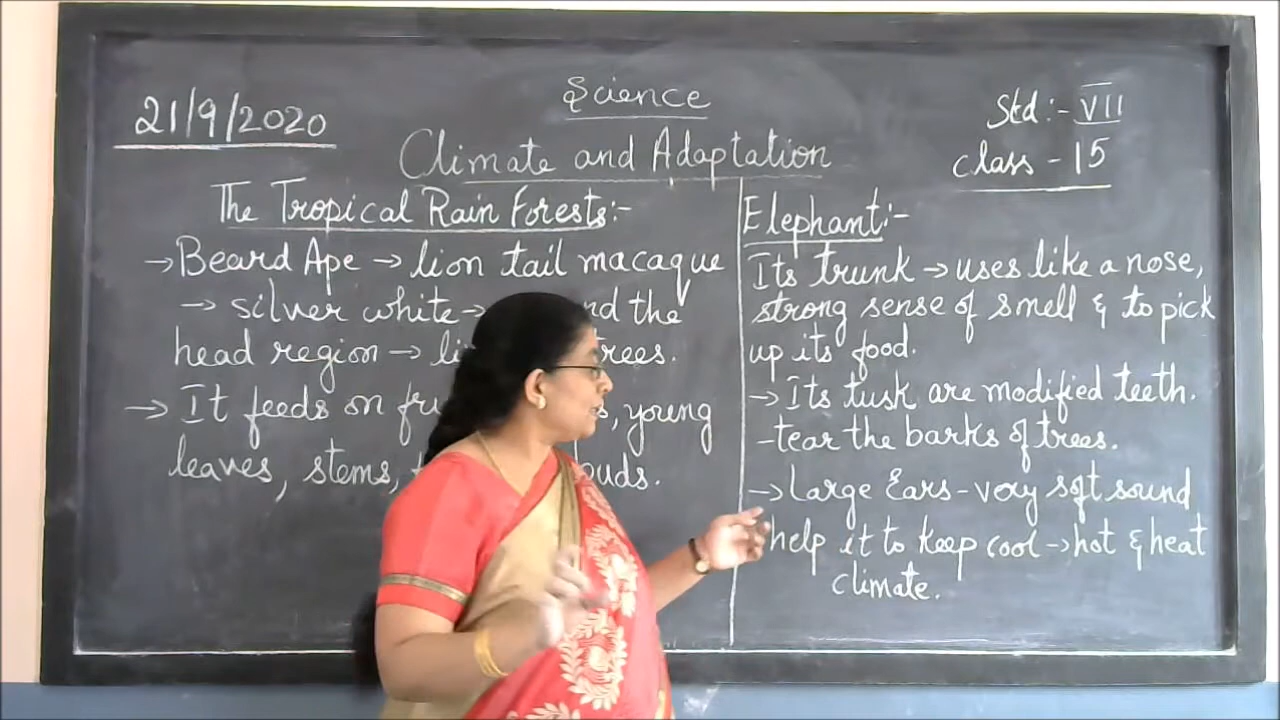 Science
21/9/2020
Std:- VII
Climate and Adaptation
class - 15
The Tropical Rain Forests:-
→ Beard Ape → lion tail macaque
→ silver white → nd the
head region → li trees.
→ It feeds on fru s, young
leaves, stems, buds.
Elephant:-
Its trunk → uses like a nose,
strong sense of smell & to pick
up its food.
→ Its tusk are modified teeth.
- tear the barks of trees.
→ Large Ears - very soft sound
help it to keep cool → hot & heat
climate.